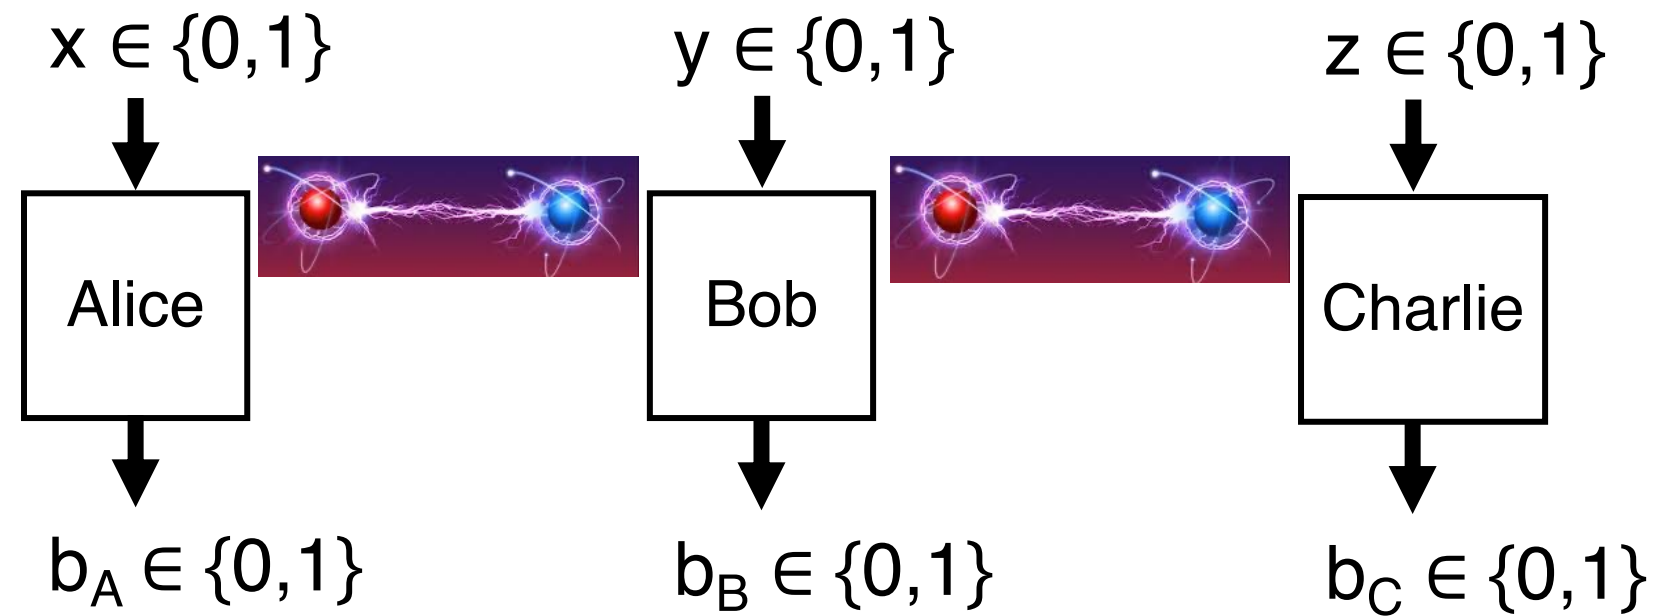 x ∈ {0,1} y ∈ {0,1} z ∈ {0,1}
Alice Bob Charlie
b_A ∈ {0,1} b_B ∈ {0,1} b_C ∈ {0,1}